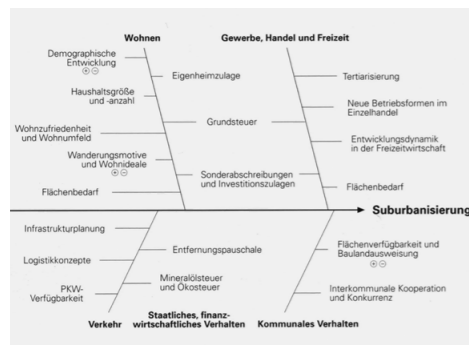 Wohnen
Gewerbe, Handel und Freizeit
Demographische
Entwicklung
⊕ ⊖
Eigenheimzulage
Haushaltsgröße
und -anzahl
Wohnzufriedenheit
und Wohnumfeld
Wanderungsmotive
und Wohnideale
⊕ ⊖
Flächenbedarf
Grundsteuer
Sonderabschreibungen
und Investitionszulagen
Tertiarisierung
Neue Betriebsformen im
Einzelhandel
Entwicklungsdynamik
in der Freizeitwirtschaft
Flächenbedarf
Suburbanisierung
Infrastrukturplanung
Logistikkonzepte
PKW-
Verfügbarkeit
Entfernungspauschale
Mineralölsteuer
und Ökosteuer
Flächenverfügbarkeit und
Baulandausweisung
⊕ ⊖
Interkommunale Kooperation
und Konkurrenz
Verkehr
Staatliches, finanz-
wirtschaftliches Verhalten
Kommunales Verhalten